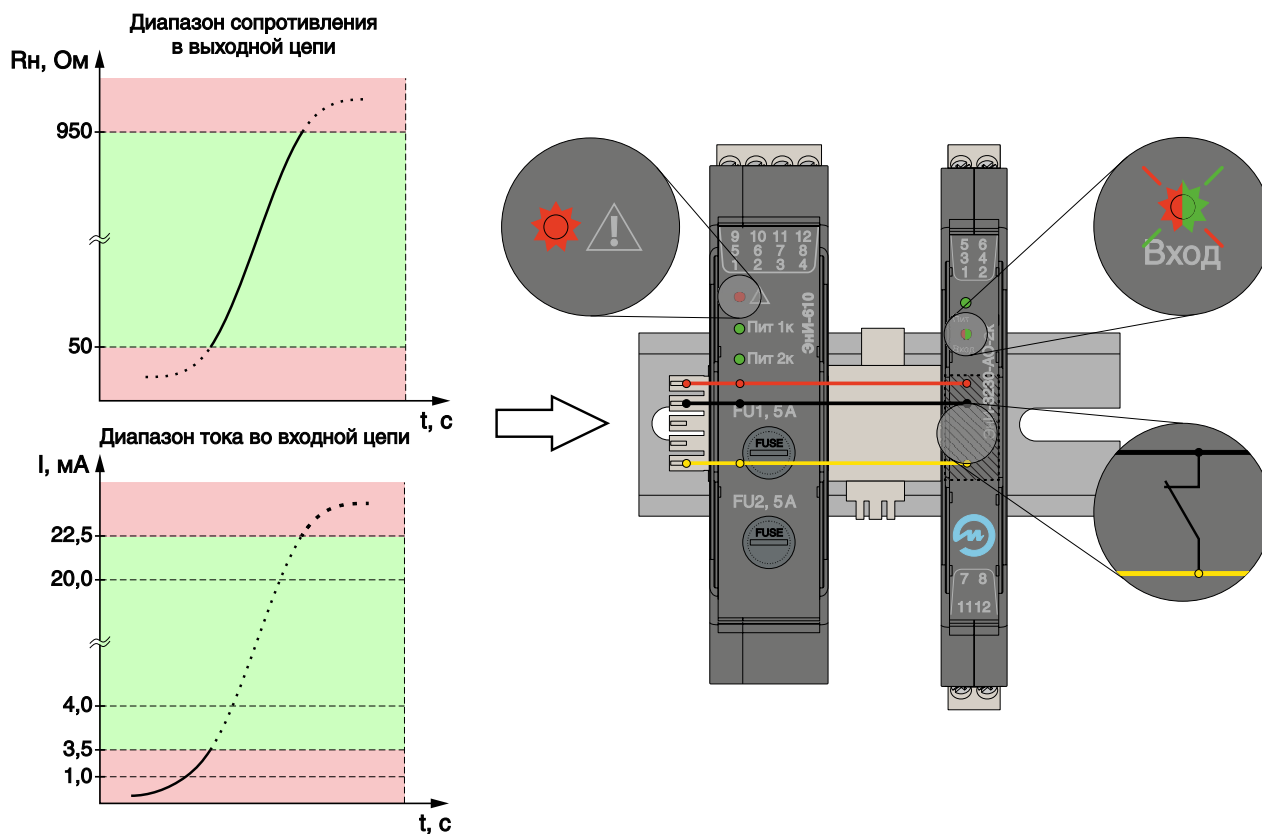 Диапазон сопротивления
в выходной цепи
Rн, Ом
950
50
t, с
Диапазон тока во входной цепи
I, мА
22,5
20,0
4,0
3,5
1,0
t, с
9 10 11 12
5 6 7 8
1 2 3 4
ЭнИ-610
Пит 1к
Пит 2к
FU1, 5A
FUSE
FU2, 5A
FUSE
5 6
3 4
1 2
Вход
7 8
11 12